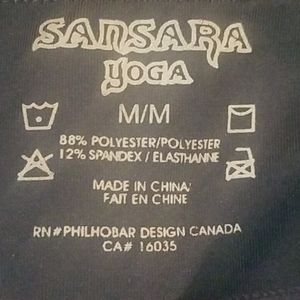 SANSARA
YOGA
M/M
88% POLYESTER/POLYESTER
12% SPANDEX / ELASTHANNE
MADE IN CHINA/
FAIT EN CHINE
RN#PHILHOBAR DESIGN CANADA
CA# 16035